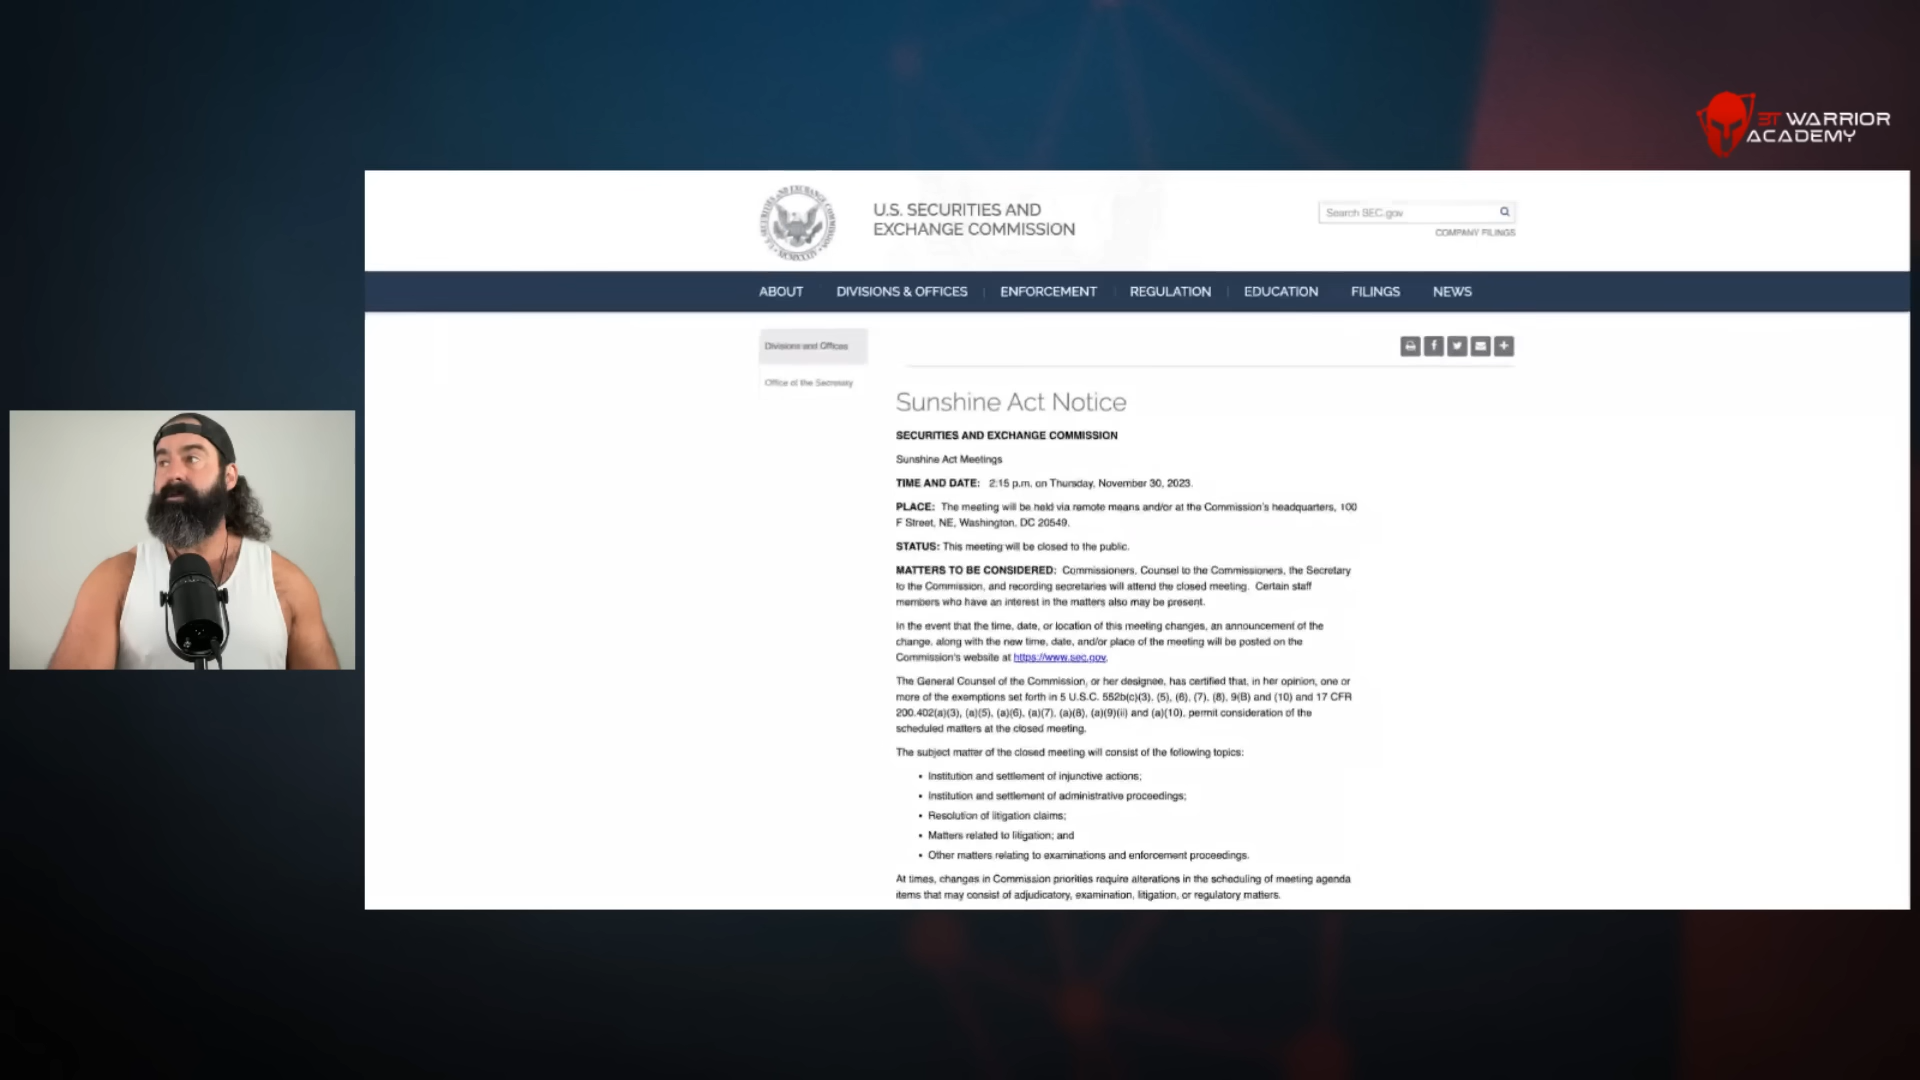 3T WARRIOR
ACADEMY
U.S. SECURITIES AND
EXCHANGE COMMISSION
Search SEC.gov
COMPANY FILINGS
ABOUT DIVISIONS & OFFICES ENFORCEMENT REGULATION EDUCATION FILINGS NEWS
Divisions and Offices
Office of the Secretary
Sunshine Act Notice
SECURITIES AND EXCHANGE COMMISSION
Sunshine Act Meetings
TIME AND DATE: 2:15 p.m. on Thursday, November 30, 2023.
PLACE: The meeting will be held via remote means and/or at the Commission's headquarters, 100
F Street, NE, Washington, DC 20549.
STATUS: This meeting will be closed to the public.
MATTERS TO BE CONSIDERED: Commissioners, Counsel to the Commissioners, the Secretary
to the Commission, and recording secretaries will attend the closed meeting. Certain staff
members who have an interest in the matters also may be present.
In the event that the time, date, or location of this meeting changes, an announcement of the
change, along with the new time, date, and/or place of the meeting will be posted on the
Commission's website at https://www.sec.gov.
The General Counsel of the Commission, or her designee, has certified that, in her opinion, one or
more of the exemptions set forth in 5 U.S.C. 552b(c)(3), (5), (6), (7), (8), 9(B) and (10) and 17 CFR
200.402(a)(3), (a)(5), (a)(6), (a)(7), (a)(8), (a)(9)(ii) and (a)(10), permit consideration of the
scheduled matters at the closed meeting.
The subject matter of the closed meeting will consist of the following topics:
• Institution and settlement of injunctive actions;
• Institution and settlement of administrative proceedings;
• Resolution of litigation claims;
• Matters related to litigation; and
• Other matters relating to examinations and enforcement proceedings.
At times, changes in Commission priorities require alterations in the scheduling of meeting agenda
items that may consist of adjudicatory, examination, litigation, or regulatory matters.